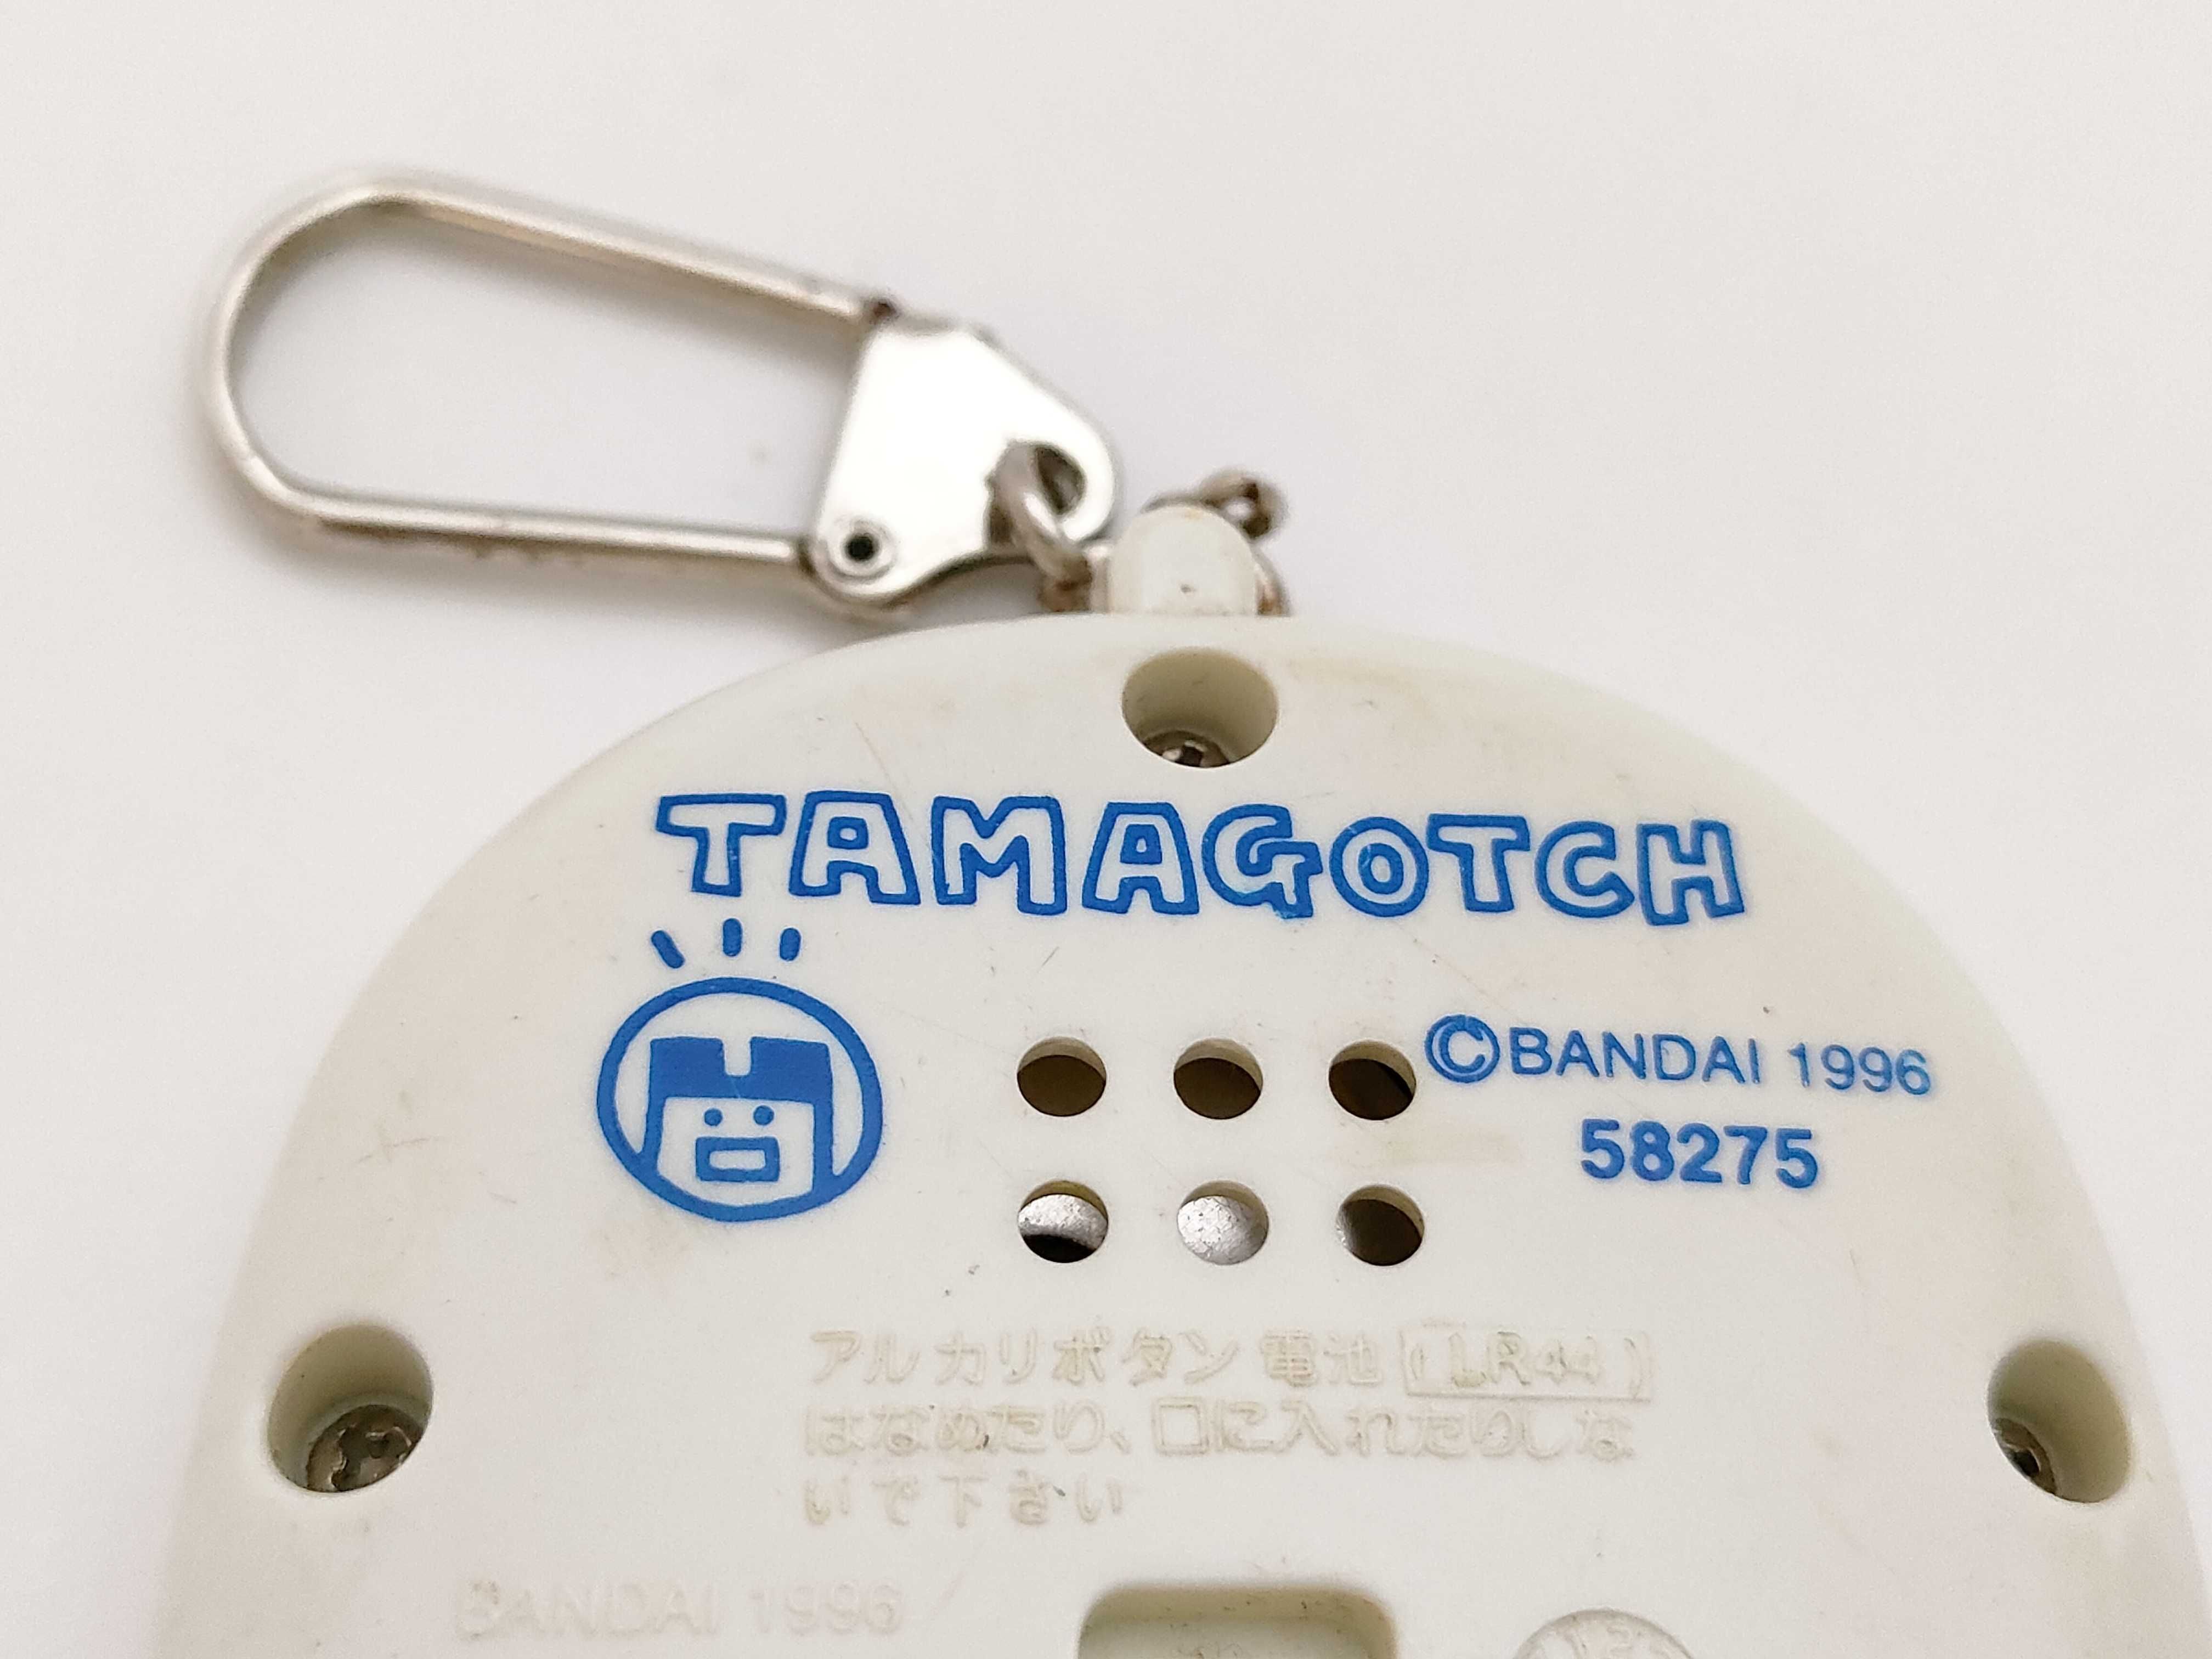 TAMAGOTCH
©BANDAI 1996
58275
アルカリボタン電池(LR44)
はなめたり、口に入れたりしな
いで下さい
BANDAI 1996